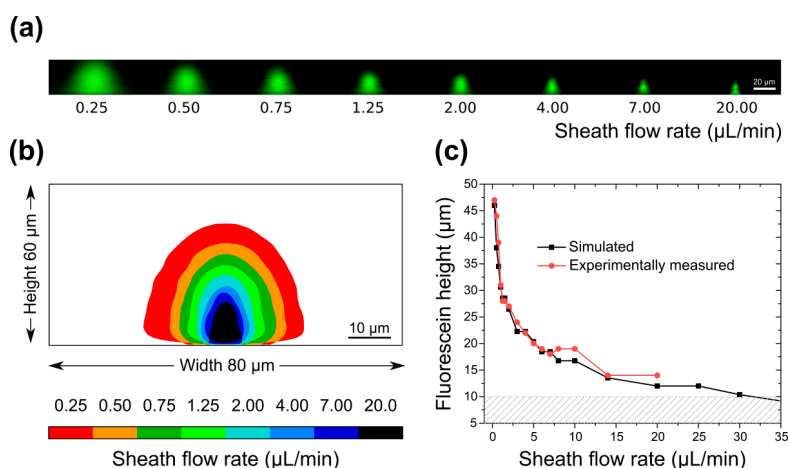 (a)
20 µm
0.25 0.50 0.75 1.25 2.00 4.00 7.00 20.00
Sheath flow rate (µL/min)
(b)
Height 60 µm
10 µm
Width 80 µm
0.25 0.50 0.75 1.25 2.00 4.00 7.00 20.0
Sheath flow rate (µL/min)
(c)
Fluorescein height (µm)
50
45
40
35
30
25
20
15
10
5
Simulated
Experimentally measured
0 5 10 15 20 25 30 35
Sheath flow rate (µL/min)